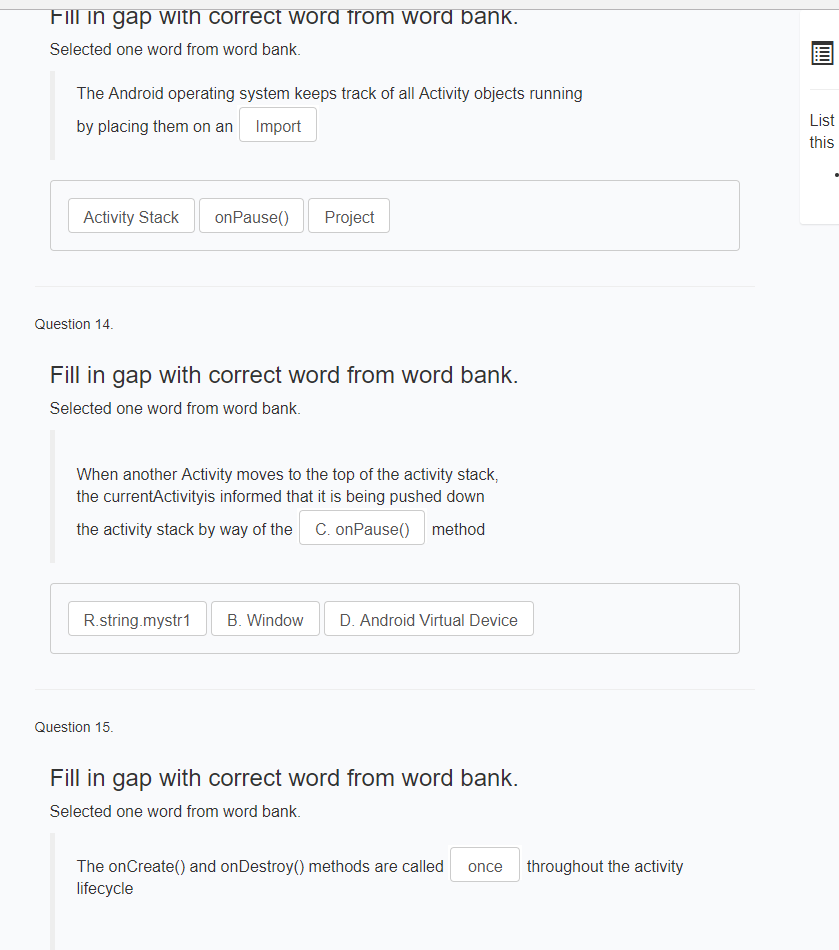 Fill in gap with correct word from word bank.
Selected one word from word bank.
The Android operating system keeps track of all Activity objects running
by placing them on an Import
Activity Stack onPause() Project
List
this
Question 14.
Fill in gap with correct word from word bank.
Selected one word from word bank.
When another Activity moves to the top of the activity stack,
the currentActivityis informed that it is being pushed down
the activity stack by way of the C. onPause() method
R.string.mystr1 B. Window D. Android Virtual Device
Question 15.
Fill in gap with correct word from word bank.
Selected one word from word bank.
The onCreate() and onDestroy() methods are called once throughout the activity
lifecycle